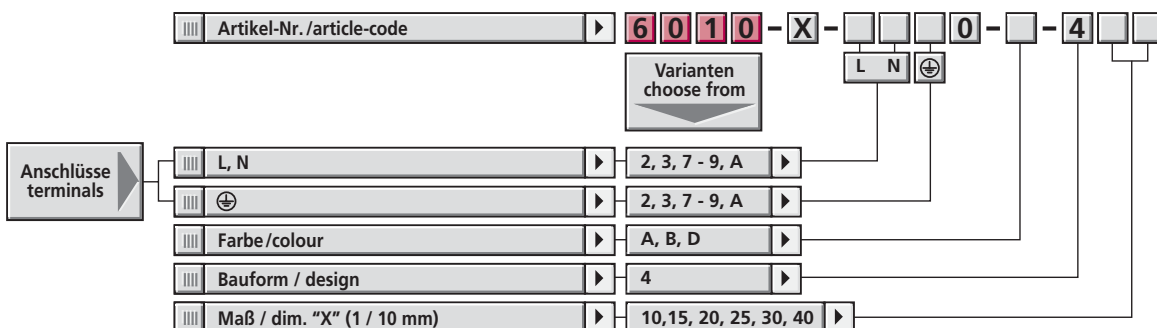 Artikel-Nr./article-code 6 0 1 0 - X - 0 - - 4
L N
Varianten
choose from
Anschlüsse
terminals
L, N 2, 3, 7 - 9, A
2, 3, 7 - 9, A
Farbe/colour A, B, D
Bauform / design 4
Maß / dim. “X” (1 / 10 mm) 10,15, 20, 25, 30, 40